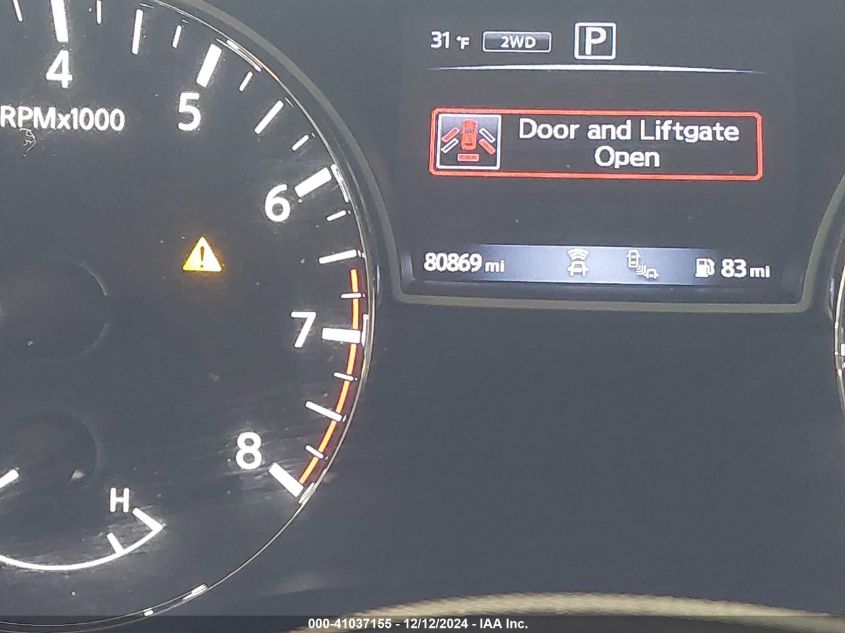 31 °F 2WD P
4
5
RPMx1000
Door and Liftgate
Open
6
80869 mi 83 mi
7
8
H
000-41037155 - 12/12/2024 - IAA Inc.